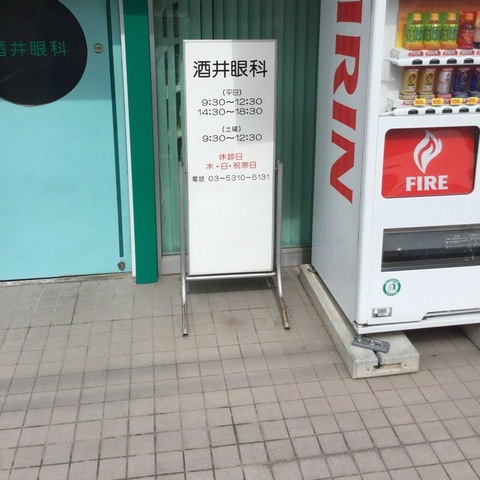 酒井眼科
酒井眼科
(平日)
9:30〜12:30
14:30〜18:30
(土曜)
9:30〜12:30
休診日
木・日・祝祭日
電話 03-5310-5131
KIRIN
FIRE